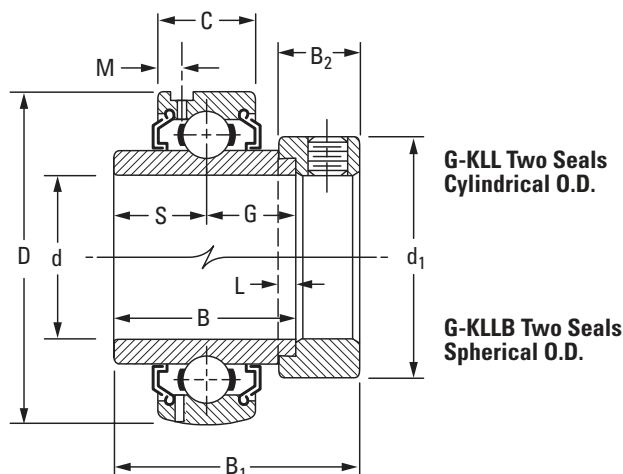 C
M
B2
S
G
D
d
d1
L
B
B1
G-KLL Two Seals
Cylindrical O.D.
G-KLLB Two Seals
Spherical O.D.